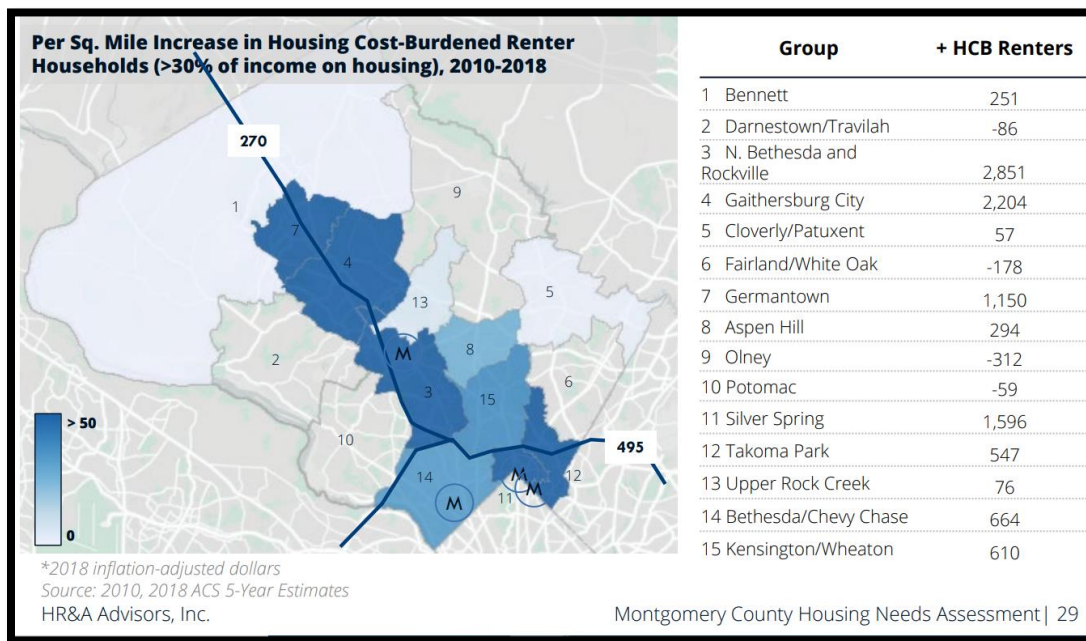 Per Sq. Mile Increase in Housing Cost-Burdened Renter
Households (>30% of income on housing), 2010-2018
270
1
7
4
9
13
5
M
8
2
3
15
6
10
495
14
M
M
M
11
12
> 50
0
*2018 inflation-adjusted dollars
Source: 2010, 2018 ACS 5-Year Estimates
HR&A Advisors, Inc.
Group + HCB Renters
1 Bennett 251
2 Darnestown/Travilah -86
3 N. Bethesda and
Rockville 2,851
4 Gaithersburg City 2,204
5 Cloverly/Patuxent 57
6 Fairland/White Oak -178
7 Germantown 1,150
8 Aspen Hill 294
9 Olney -312
10 Potomac -59
11 Silver Spring 1,596
12 Takoma Park 547
13 Upper Rock Creek 76
14 Bethesda/Chevy Chase 664
15 Kensington/Wheaton 610
Montgomery County Housing Needs Assessment| 29